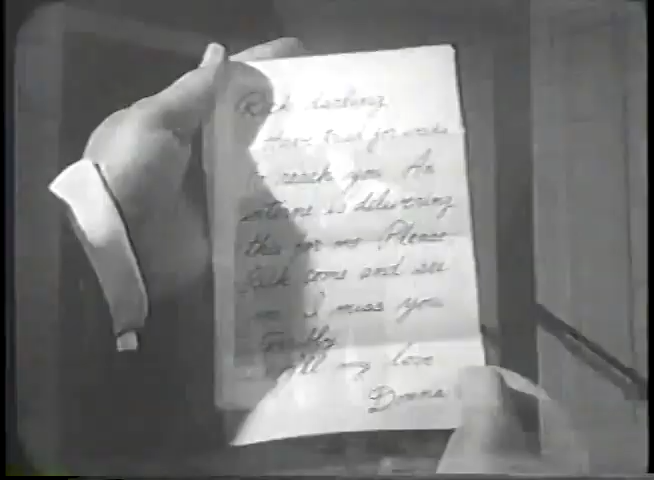 Rick darling
Have tried for weeks
to reach you An
interne is delivering
this for me Please
Rick come and see
me I miss you
Terribly
All my love
Donna